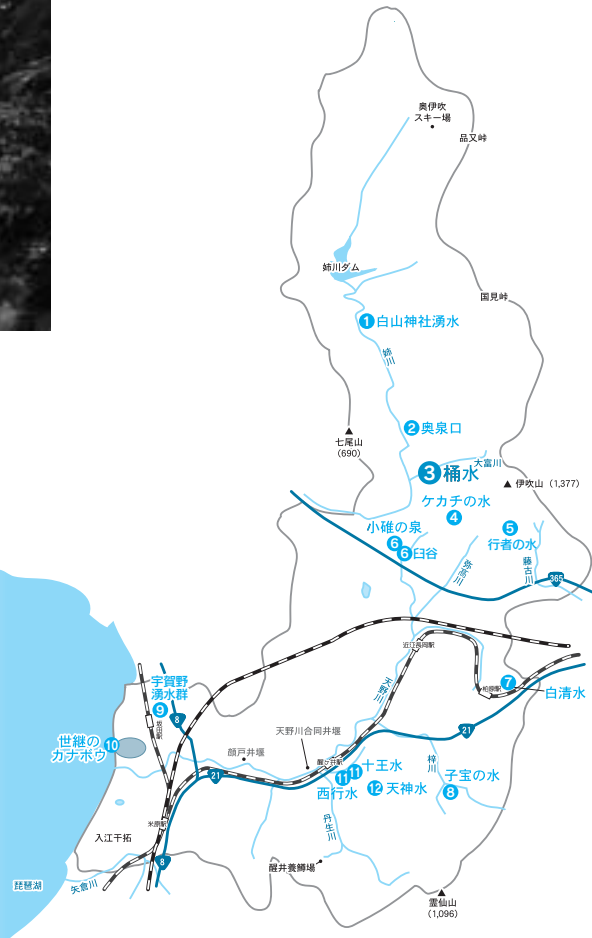 奥伊吹
スキー場
品又峠
姉川ダム
国見峠
1 白山神社湧水
姉川
2 奥泉口
七尾山
(690)
大富川
3 桶水
伊吹山 (1,377)
ケカチの水
4
小碓の泉
6
6 臼谷
5
行者の水
弥高川
藤古川
365
近江長岡駅
天野川
柏原駅
7
白清水
宇賀野
湧水群
9
坂田駅
8
世継の
カナボウ
10
顔戸井堰
天野川合同井堰
21
21
醒ヶ井駅
11
11
十王水
西行水
12 天神水
梓川
子宝の水
8
丹生川
米原駅
入江干拓
8
醒井養鱒場
琵琶湖
矢倉川
霊仙山
(1,096)